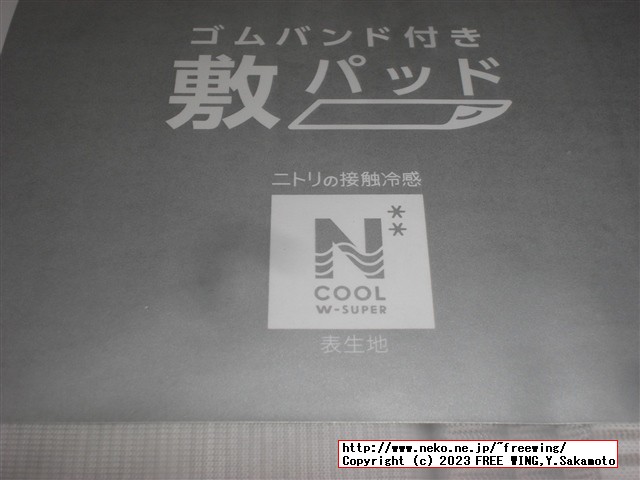 ゴムバンド付き
敷パッド
ニトリの接触冷感
N**
COOL
W-SUPER
表生地
http://www.neko.ne.jp/~freewing/
Copyright (c) 2023 FREE WING,Y.Sakamoto